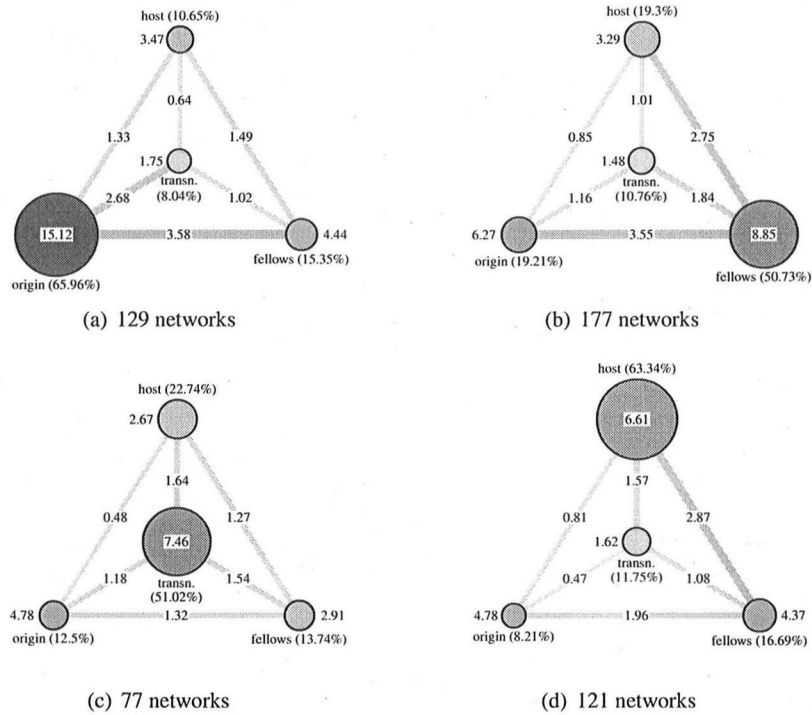 host (10.65%)
3.47
0.64
1.33
1.49
1.75
transn.
(8.04%)
2.68
1.02
15.12
3.58
4.44
origin (65.96%)
fellows (15.35%)
(a) 129 networks
host (19.3%)
3.29
1.01
0.85
2.75
1.48
transn.
(10.76%)
1.16
1.84
6.27
3.55
8.85
origin (19.21%)
fellows (50.73%)
(b) 177 networks
host (22.74%)
2.67
1.64
0.48
1.27
7.46
transn.
(51.02%)
1.18
1.54
4.78
1.32
2.91
origin (12.5%)
fellows (13.74%)
(c) 77 networks
host (63.34%)
6.61
1.57
0.81
2.87
1.62
transn.
(11.75%)
0.47
1.08
4.78
1.96
4.37
origin (8.21%)
fellows (16.69%)
(d) 121 networks